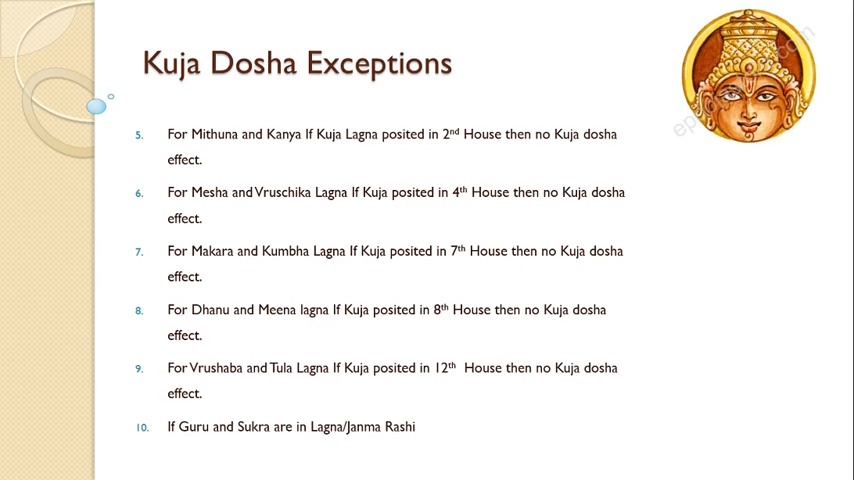 Kuja Dosha Exceptions
5. For Mithuna and Kanya If Kuja Lagna posited in 2nd House then no Kuja dosha
effect.
6. For Mesha and Vruschika Lagna If Kuja posited in 4th House then no Kuja dosha
effect.
7. For Makara and Kumbha Lagna If Kuja posited in 7th House then no Kuja dosha
effect.
8. For Dhanu and Meena lagna If Kuja posited in 8th House then no Kuja dosha
effect.
9. For Vrushaba and Tula Lagna If Kuja posited in 12th House then no Kuja dosha
effect.
10. If Guru and Sukra are in Lagna/Janma Rashi